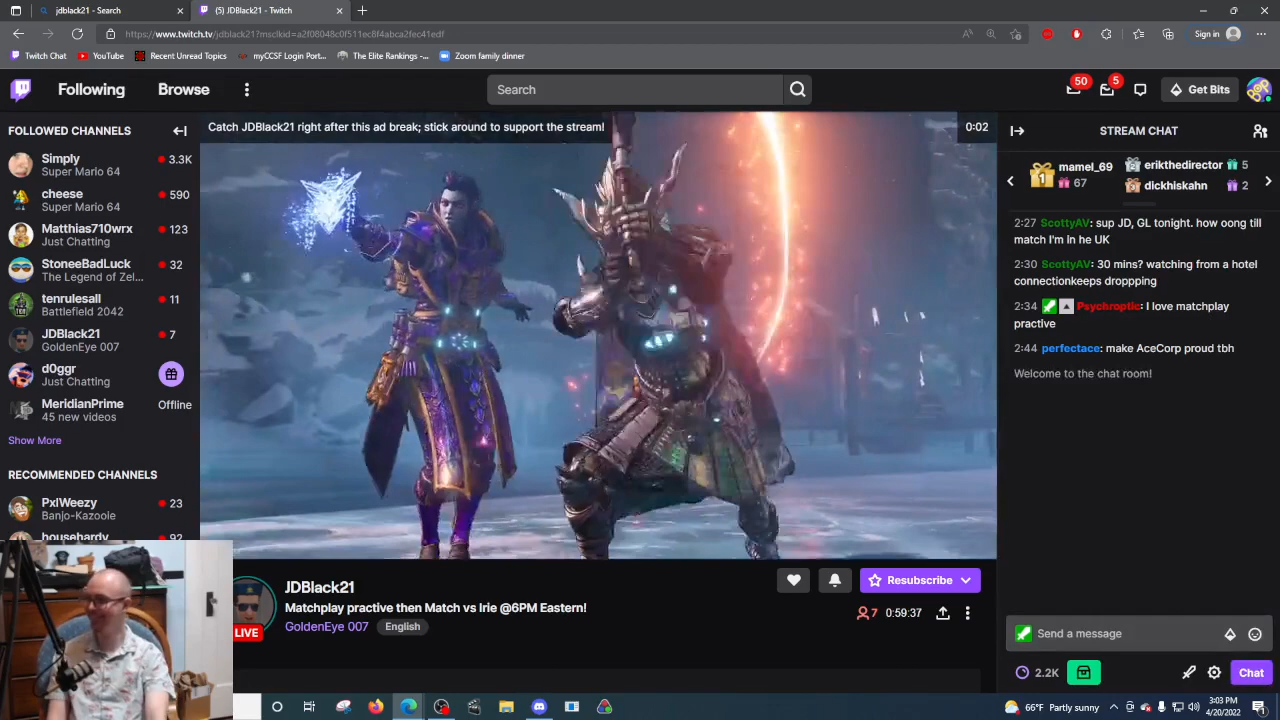 jdblack21 - Search
(5) JDBlack21 - Twitch
https://www.twitch.tv/jdblack21?msclkid=a2f08048c0f511ec8f4abca2fec41edf
Sign in
Twitch Chat
YouTube
Recent Unread Topics
myCCSF Login Port...
The Elite Rankings -...
Zoom family dinner
Following
Browse
Search
50
5
Get Bits
FOLLOWED CHANNELS
Simply
3.3K
Super Mario 64
cheese
590
Super Mario 64
Matthias710wrx
123
Just Chatting
StoneeBadLuck
32
The Legend of Zel...
tenrulesall
11
Battlefield 2042
JDBlack21
7
GoldenEye 007
d0ggr
Just Chatting
MeridianPrime
Offline
45 new videos
Show More
RECOMMENDED CHANNELS
PxlWeezy
23
Banjo-Kazooie
househardy
92
Catch JDBlack21 right after this ad break; stick around to support the stream!
0:02
JDBlack21
Matchplay practive then Match vs Irie @6PM Eastern!
GoldenEye 007
English
LIVE
Resubscribe
7
0:59:37
STREAM CHAT
1
mamel_69
67
2
erikthedirector
5
3
dickhiskahn
2
2:27 ScottyAV: sup JD, GL tonight. how oong till
match I'm in he UK
2:30 ScottyAV: 30 mins? watching from a hotel
connectionkeeps droppping
2:34 Psychroptic: I love matchplay
practive
2:44 perfectace: make AceCorp proud tbh
Welcome to the chat room!
Send a message
2.2K
Chat
66°F Partly sunny
3:03 PM
4/20/2022